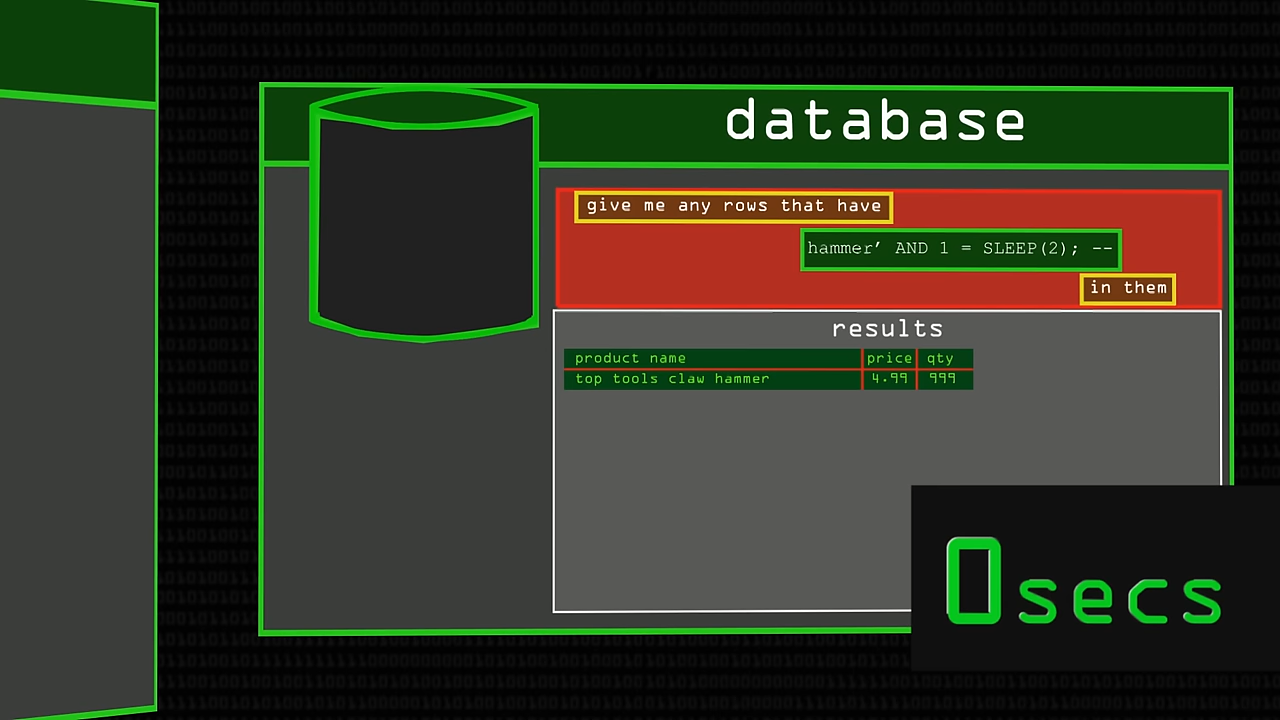 database
give me any rows that have
hammer’ AND 1 = SLEEP(2); --
in them
results
product name price qty
top tools claw hammer 4.99 999
0secs